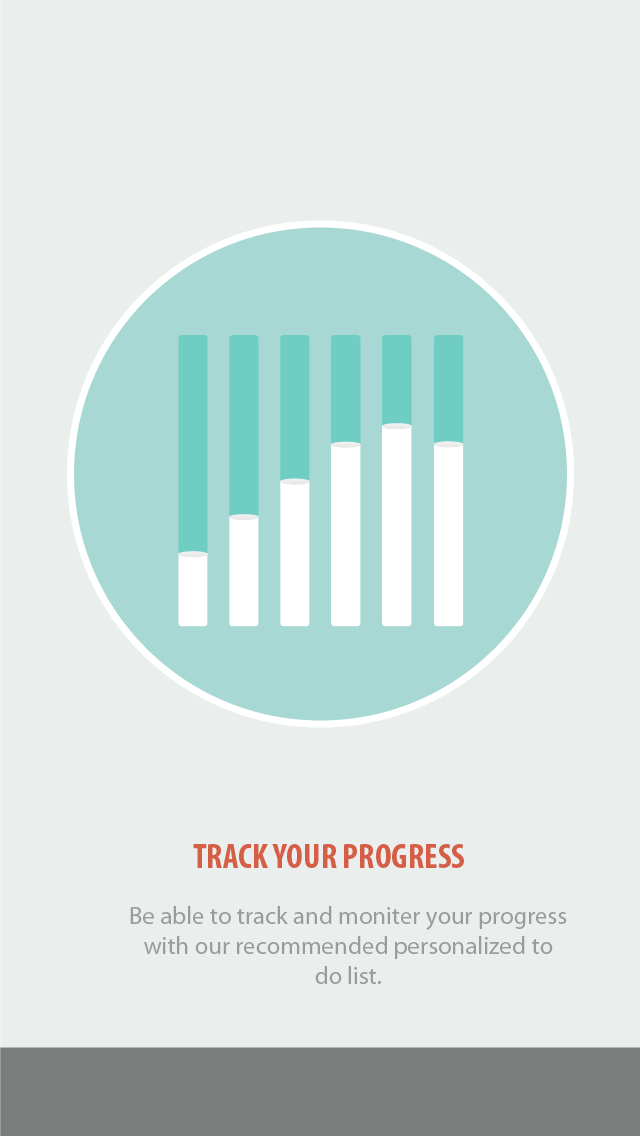 TRACK YOUR PROGRESS
Be able to track and moniter your progress
with our recommended personalized to
do list.